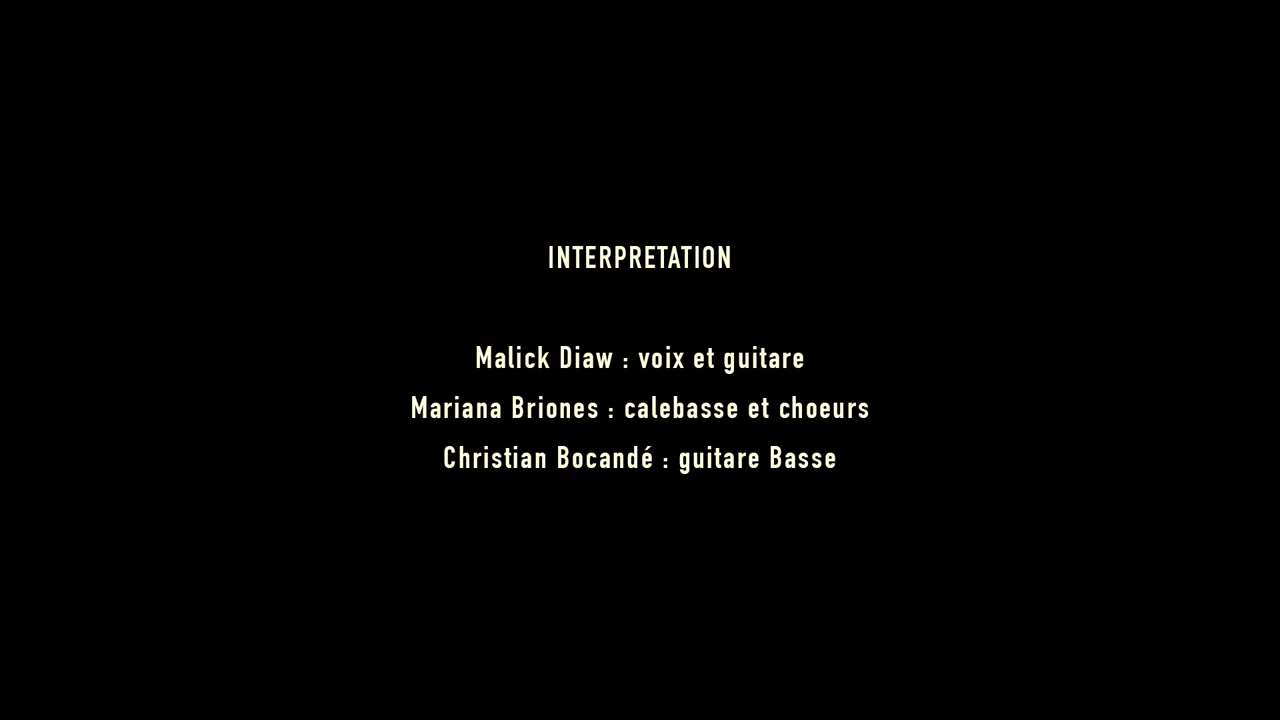 INTERPRETATION
Malick Diaw : voix et guitare
Mariana Briones : calebasse et choeurs
Christian Bocandé : guitare Basse